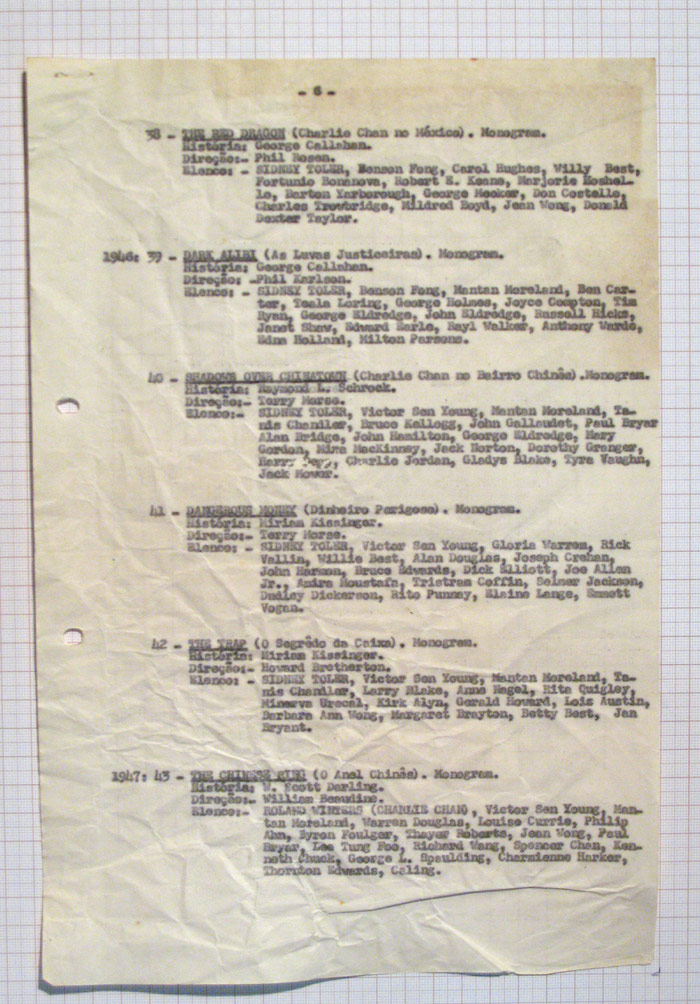 - 6 -
38 - THE RED DRAGON (Charlie Chan no México). Monogram.
História: George Callahan.
Direção:- Phil Rosen.
Elenco: - SIDNEY TOLER, Benson Fong, Carol Hughes, Willy Best,
Fortunio Bonanova, Robert E. Keane, Marjorie Hoshel-
le, Barton Yarborough, George Meeker, Don Costello,
Charles Trowbridge, Mildred Boyd, Jean Wong, Donald
Dexter Taylor.
1946: 39 - DARK ALIBI (As Luvas Justiceiras). Monogram.
História: George Callahan.
Direção: -Phil Karlson.
Elenco: - SIDNEY TOLER, Benson Fong, Mantan Moreland, Ben Car-
ter, Teala Loring, George Holmes, Joyce Compton, Tim
Ryan, George Eldredge, John Eldredge, Russell Hicks,
Janet Shaw, Edward Earle, Rayl Walker, Anthony Warde,
Edna Holland, Milton Parsons.
40 - SHADOWS OVER CHINATOWN (Charlie Chan no Bairro Chinês).Monogram.
História: Raymond L. Schrock.
Direção:- Terry Morse.
Elenco:- SIDNEY TOLER, Victor Sen Young, Mantan Moreland, Ta-
nis Chandler, Bruce Kellogg, John Gallaudet, Paul Bryar
Alan Bridge, John Hamilton, George Eldredge, Mary
Gordon, Mira MacKinney, Jack Norton, Dorothy Granger,
Harry Charlie Jordan, Gladys Blake, Tyra Vaughn,
Jack Mower.
41 - DANGEROUS MONEY (Dinheiro Perigoso). Monogram.
História: Miriam Kissinger.
Direção:- Terry Morse.
Elenco: - SIDNEY TOLER, Victor Sen Young, Gloria Warren, Rick
Vallin, Willie Best, Alan Douglas, Joseph Crehan,
John Harmon, Bruce Edwards, Dick Elliott, Joe Allen
Jr., Amira Moustafa, Tristram Coffin, Selmer Jackson,
Dudley Dickerson, Rito Punnay, Elaine Lange, Emmett
Vogan.
42 - THE TRAP (O Segrêdo da Caixa). Monogram.
História: Miriam Kissinger.
Direção:- Howard Brotherton.
Elenco: - SIDNEY TOLER, Victor Sen Young, Mantan Moreland, Ta-
nis Chandler, Larry Blake, Anne Nagel, Rita Quigley,
Minerva Urecal, Kirk Alyn, Gerald Howard, Lois Austin,
Barbara Ann Wong, Margaret Brayton, Betty Best, Jan
Bryant.
1947: 43 - THE CHINESE RING (O Anel Chinês). Monogram.
História: W. Scott Darling.
Direção:- William Beaudine.
Elenco:- ROLAND WINTERS (CHARLIE CHAN), Victor Sen Young, Man-
tan Moreland, Warren Douglas, Louise Currie, Philip
Ahn, Byron Foulger, Thayer Roberts, Jean Wong, Paul
Bryar, Lee Tung Foo, Richard Wang, Spencer Chan, Ken-
neth Chuck, George L. Spaulding, Charmienne Harker,
Thornton Edwards, Caling.